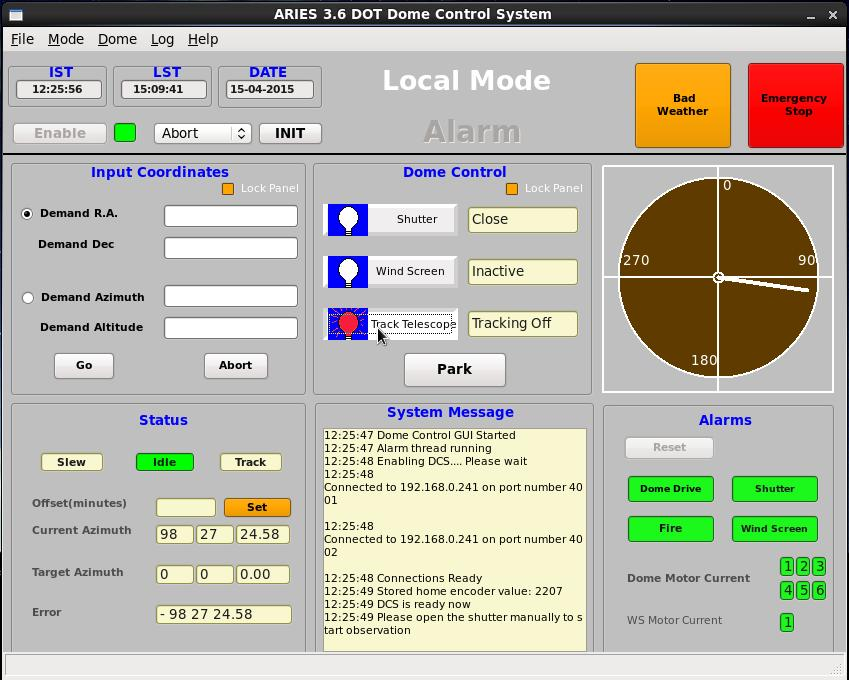 ARIES 3.6 DOT Dome Control System
File Mode Dome Log Help
IST LST DATE
12:25:56 15:09:41 15-04-2015
Local Mode
Bad Weather
Emergency Stop
Enable Abort INIT
Alarm
Input Coordinates
Lock Panel
Demand R.A.
Demand Dec
Demand Azimuth
Demand Altitude
Go Abort
Dome Control
Lock Panel
Shutter Close
Wind Screen Inactive
Track Telescope Tracking Off
Park
0
270 90
180
Status
Slew Idle Track
Offset(minutes) Set
Current Azimuth 98 27 24.58
Target Azimuth 0 0 0.00
Error - 98 27 24.58
System Message
12:25:47 Dome Control GUI Started
12:25:47 Alarm thread running
12:25:48 Enabling DCS.... Please wait
12:25:48
Connected to 192.168.0.241 on port number 40
01
12:25:48
Connected to 192.168.0.241 on port number 40
02
12:25:48 Connections Ready
12:25:49 Stored home encoder value: 2207
12:25:49 DCS is ready now
12:25:49 Please open the shutter manually to s
tart observation
Alarms
Reset
Dome Drive Shutter
Fire Wind Screen
Dome Motor Current 1 2 3
4 5 6
WS Motor Current 1